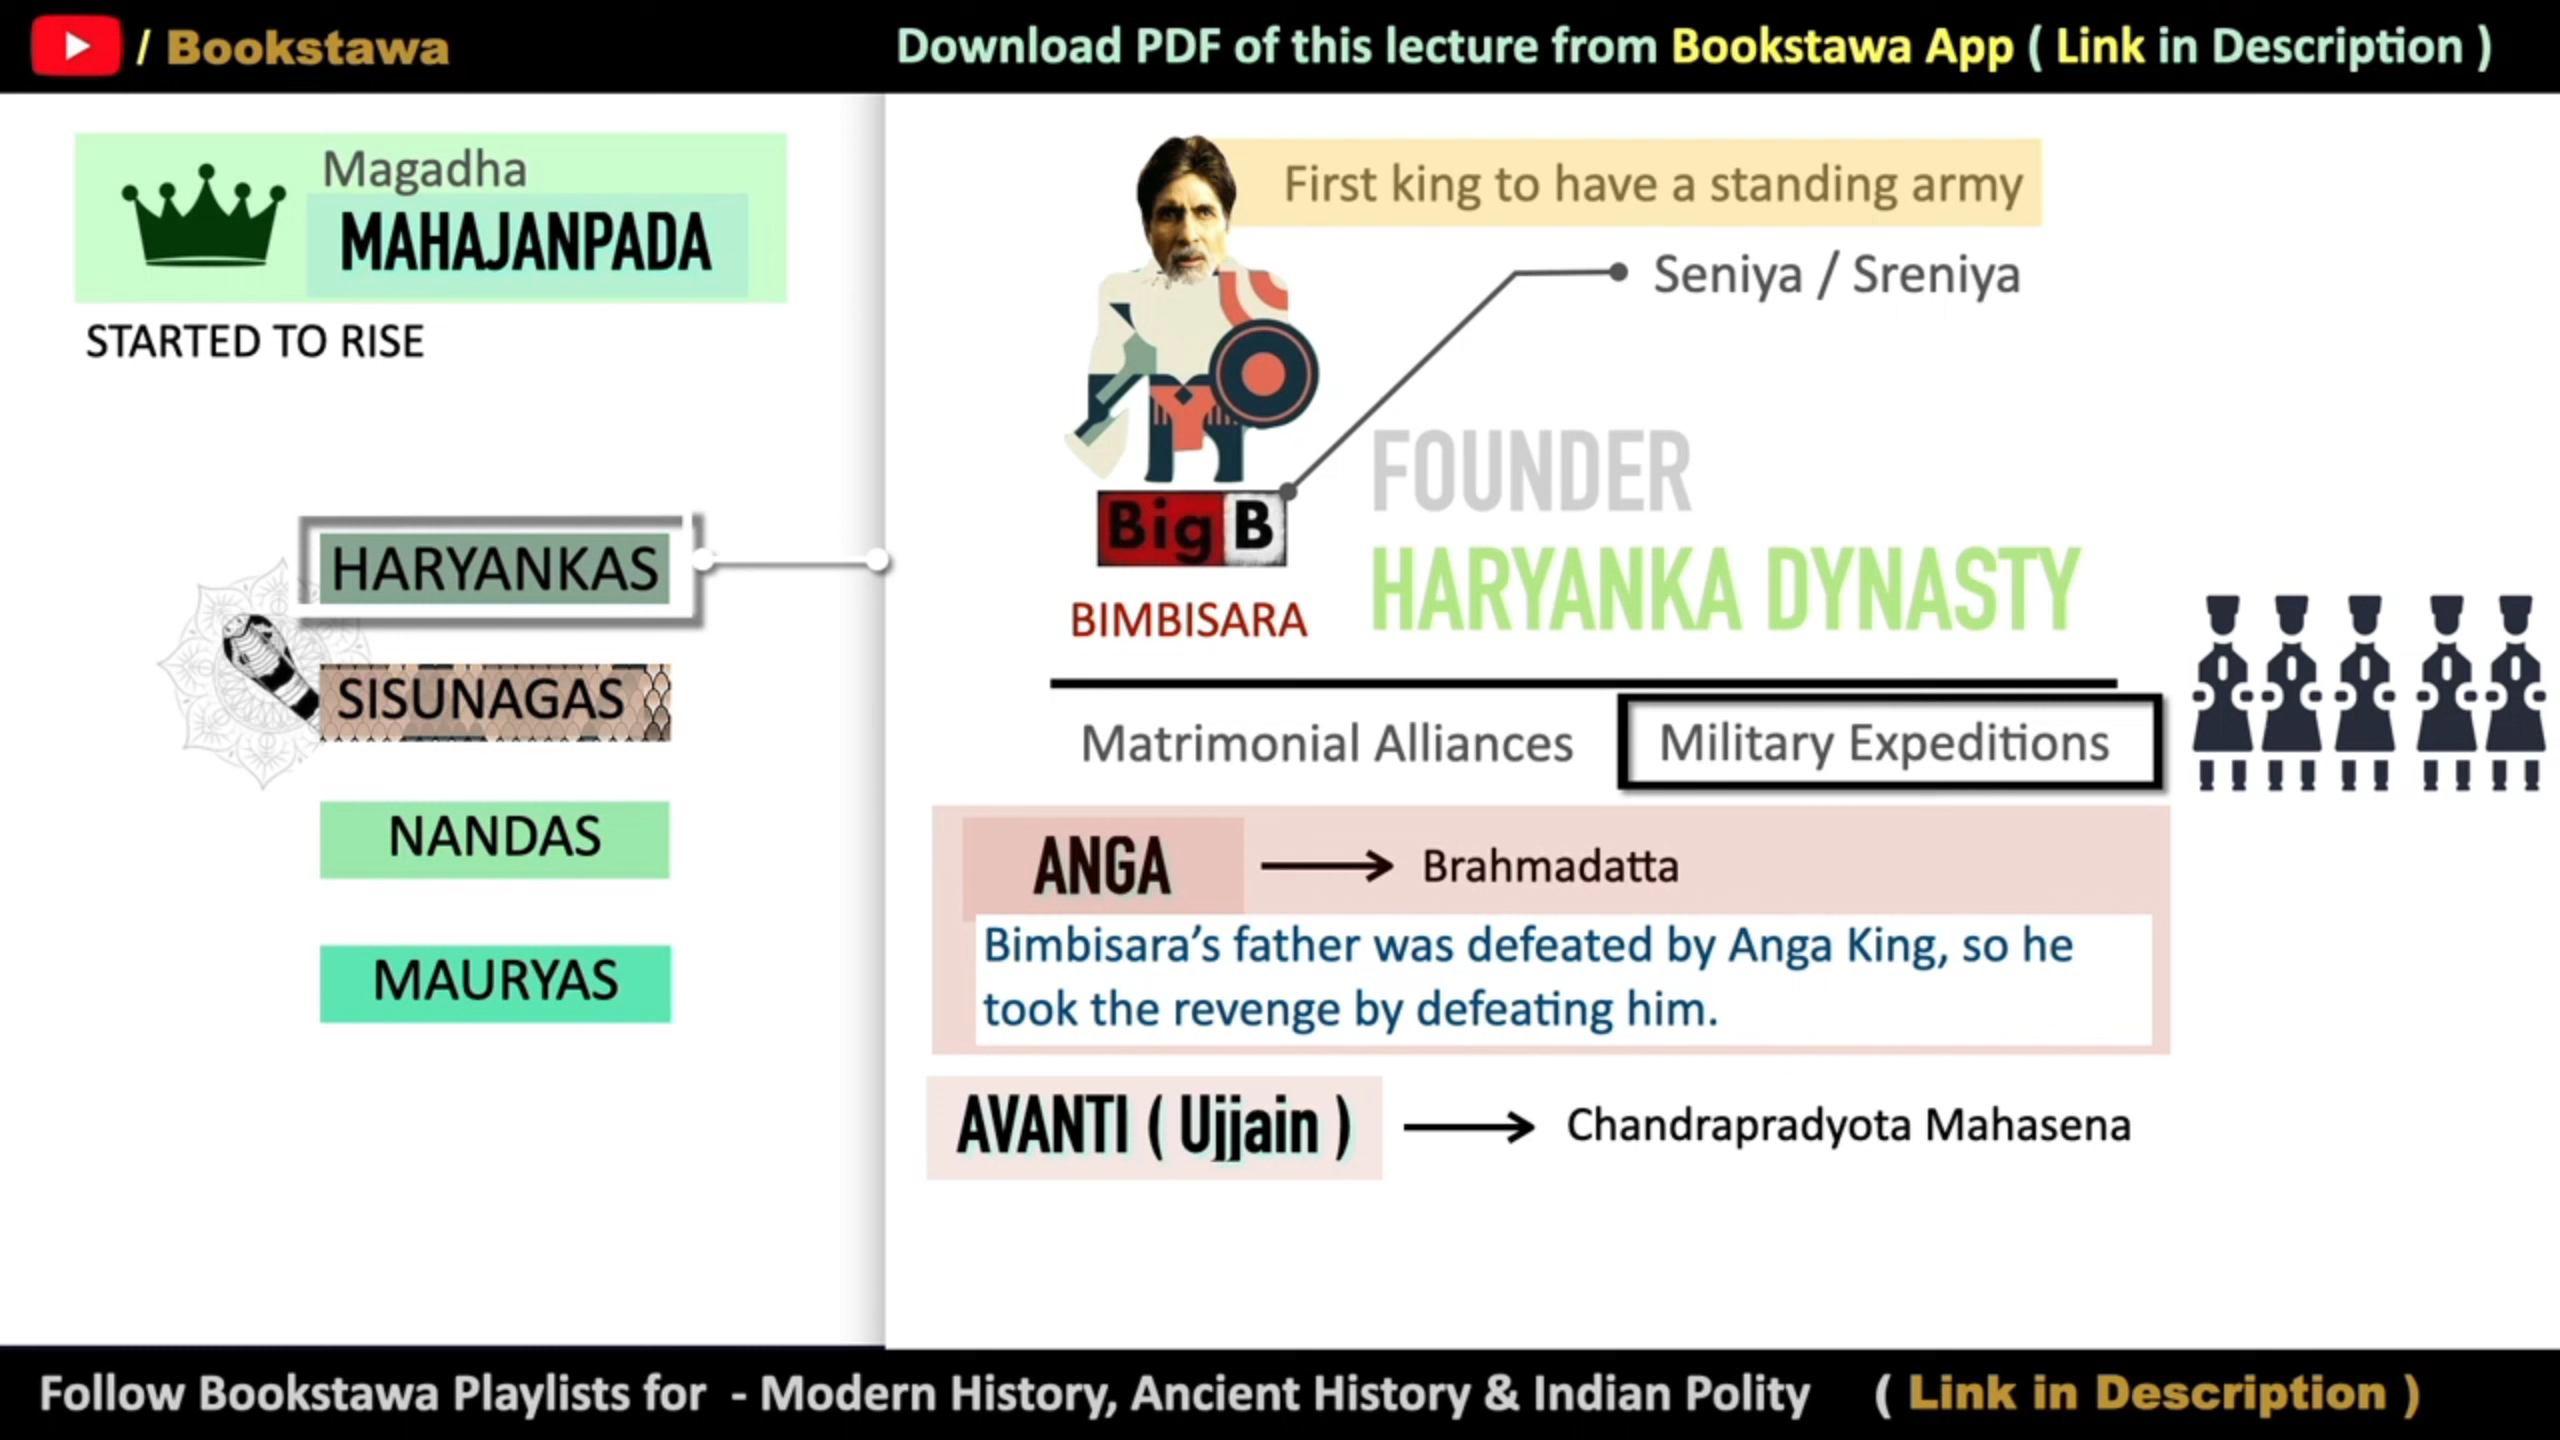 / Bookstawa
Download PDF of this lecture from Bookstawa App ( Link in Description )
Magadha
MAHAJANPADA
STARTED TO RISE
HARYANKAS
SISUNAGAS
NANDAS
MAURYAS
First king to have a standing army
Seniya / Sreniya
Big B
BIMBISARA
FOUNDER
HARYANKA DYNASTY
Matrimonial Alliances
Military Expeditions
ANGA
Brahmadatta
Bimbisara’s father was defeated by Anga King, so he
took the revenge by defeating him.
AVANTI ( Ujjain )
Chandrapradyota Mahasena
Follow Bookstawa Playlists for - Modern History, Ancient History & Indian Polity ( Link in Description )